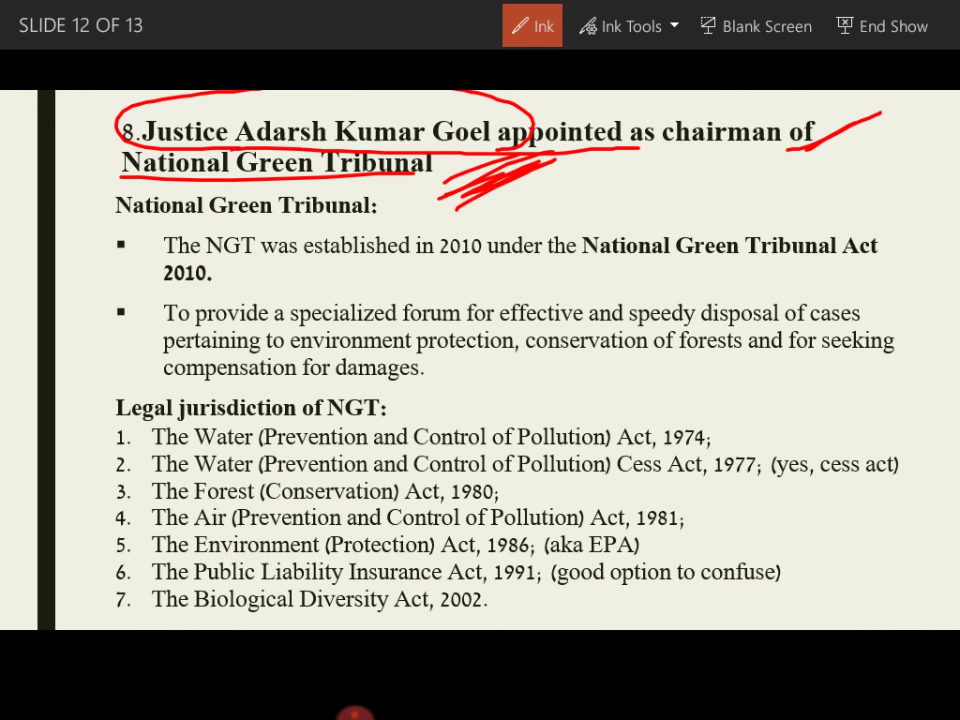 SLIDE 12 OF 13
Ink
Ink Tools
Blank Screen
End Show
8.Justice Adarsh Kumar Goel appointed as chairman of
National Green Tribunal
National Green Tribunal:
▪ The NGT was established in 2010 under the National Green Tribunal Act
2010.
▪ To provide a specialized forum for effective and speedy disposal of cases
pertaining to environment protection, conservation of forests and for seeking
compensation for damages.
Legal jurisdiction of NGT:
1. The Water (Prevention and Control of Pollution) Act, 1974;
2. The Water (Prevention and Control of Pollution) Cess Act, 1977; (yes, cess act)
3. The Forest (Conservation) Act, 1980;
4. The Air (Prevention and Control of Pollution) Act, 1981;
5. The Environment (Protection) Act, 1986; (aka EPA)
6. The Public Liability Insurance Act, 1991; (good option to confuse)
7. The Biological Diversity Act, 2002.